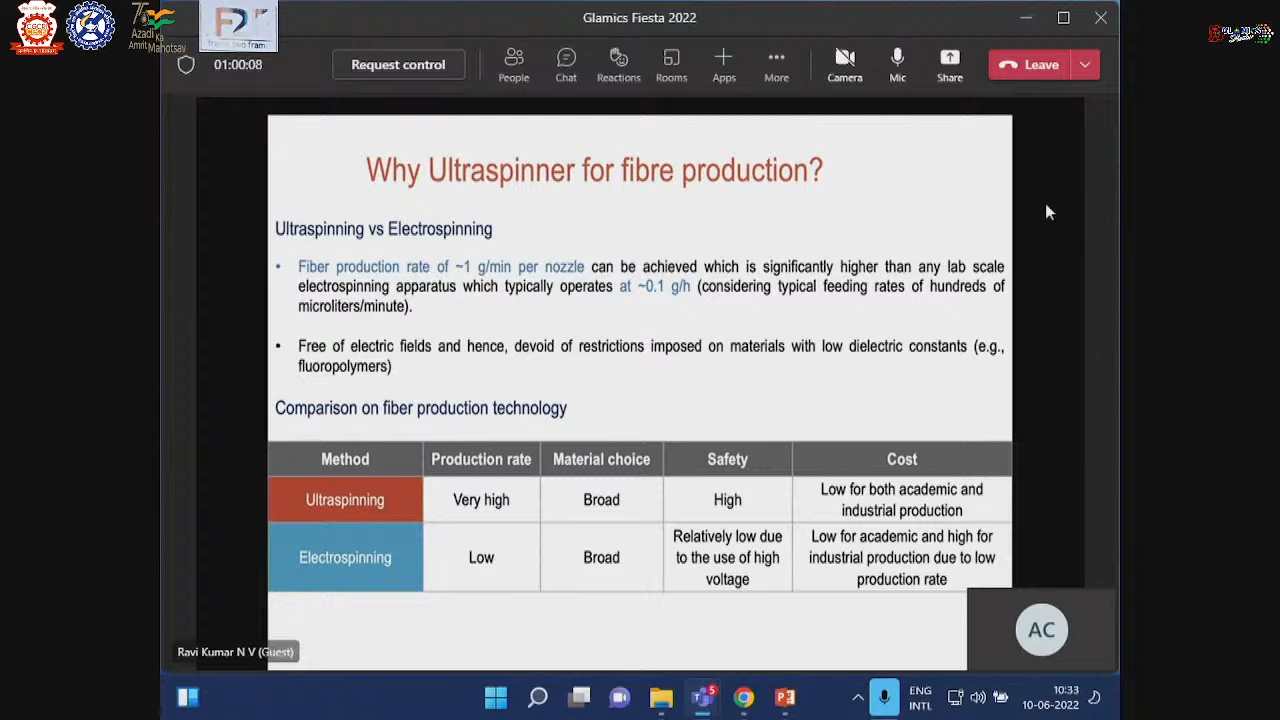 CGCRI
75
Azadi Ka
Amrit Mahotsav
Glamics Fiesta 2022
01:00:08
Request control
People
Chat
Reactions
Rooms
Apps
More
Camera
Mic
Share
Leave
Why Ultraspinner for fibre production?
Ultraspinning vs Electrospinning
• Fiber production rate of ~1 g/min per nozzle can be achieved which is significantly higher than any lab scale
electrospinning apparatus which typically operates at ~0.1 g/h (considering typical feeding rates of hundreds of
microliters/minute).
• Free of electric fields and hence, devoid of restrictions imposed on materials with low dielectric constants (e.g.,
fluoropolymers)
Comparison on fiber production technology
Method Production rate Material choice Safety Cost
Ultraspinning Very high Broad High Low for both academic and
industrial production
Electrospinning Low Broad Relatively low due
to the use of high
voltage Low for academic and high for
industrial production due to low
production rate
AC
Ravi Kumar N V (Guest)
5
ENG
INTL
10:33
10-06-2022